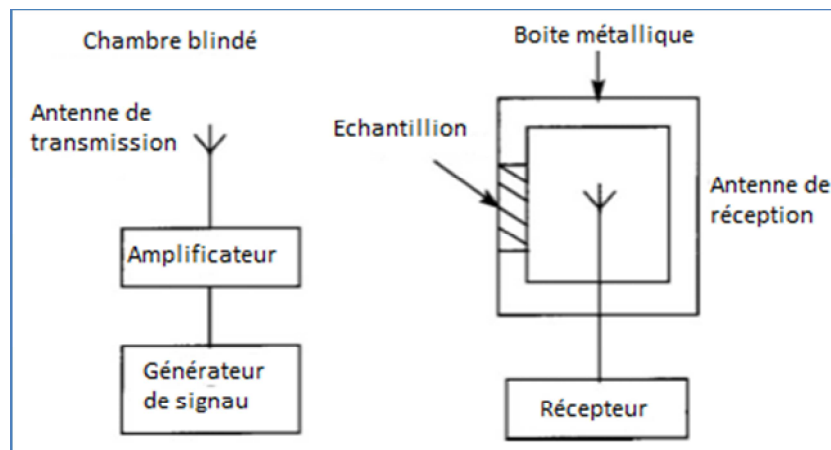 Chambre blindé
Boite métallique
Antenne de
transmission
Echantillion
Antenne de
réception
Amplificateur
Générateur
de signau
Récepteur